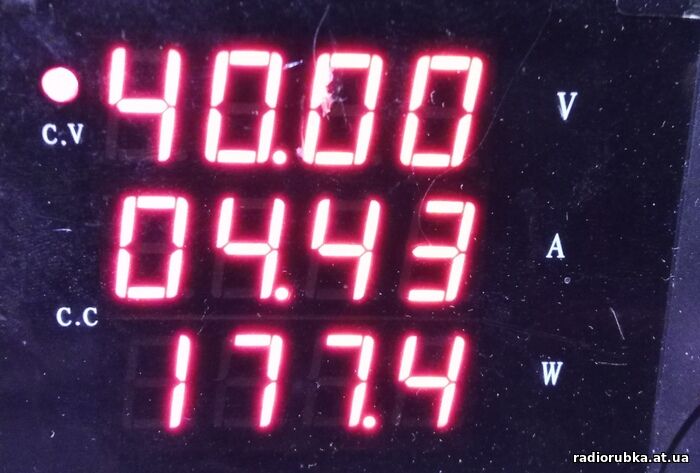 40.00 V
C.V
04.43 A
C.C
177.4 W
radiorubka.at.ua